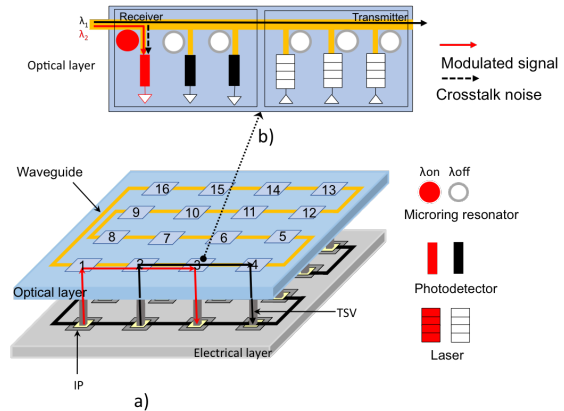 Receiver
Transmitter
λ1
λ2
Optical layer
Modulated signal
Crosstalk noise
b)
Waveguide
16 15 14 13
9 10 11 12
8 7 6 5
1 2 3 4
λon λoff
Microring resonator
Photodetector
Optical layer
TSV
Laser
Electrical layer
IP
a)